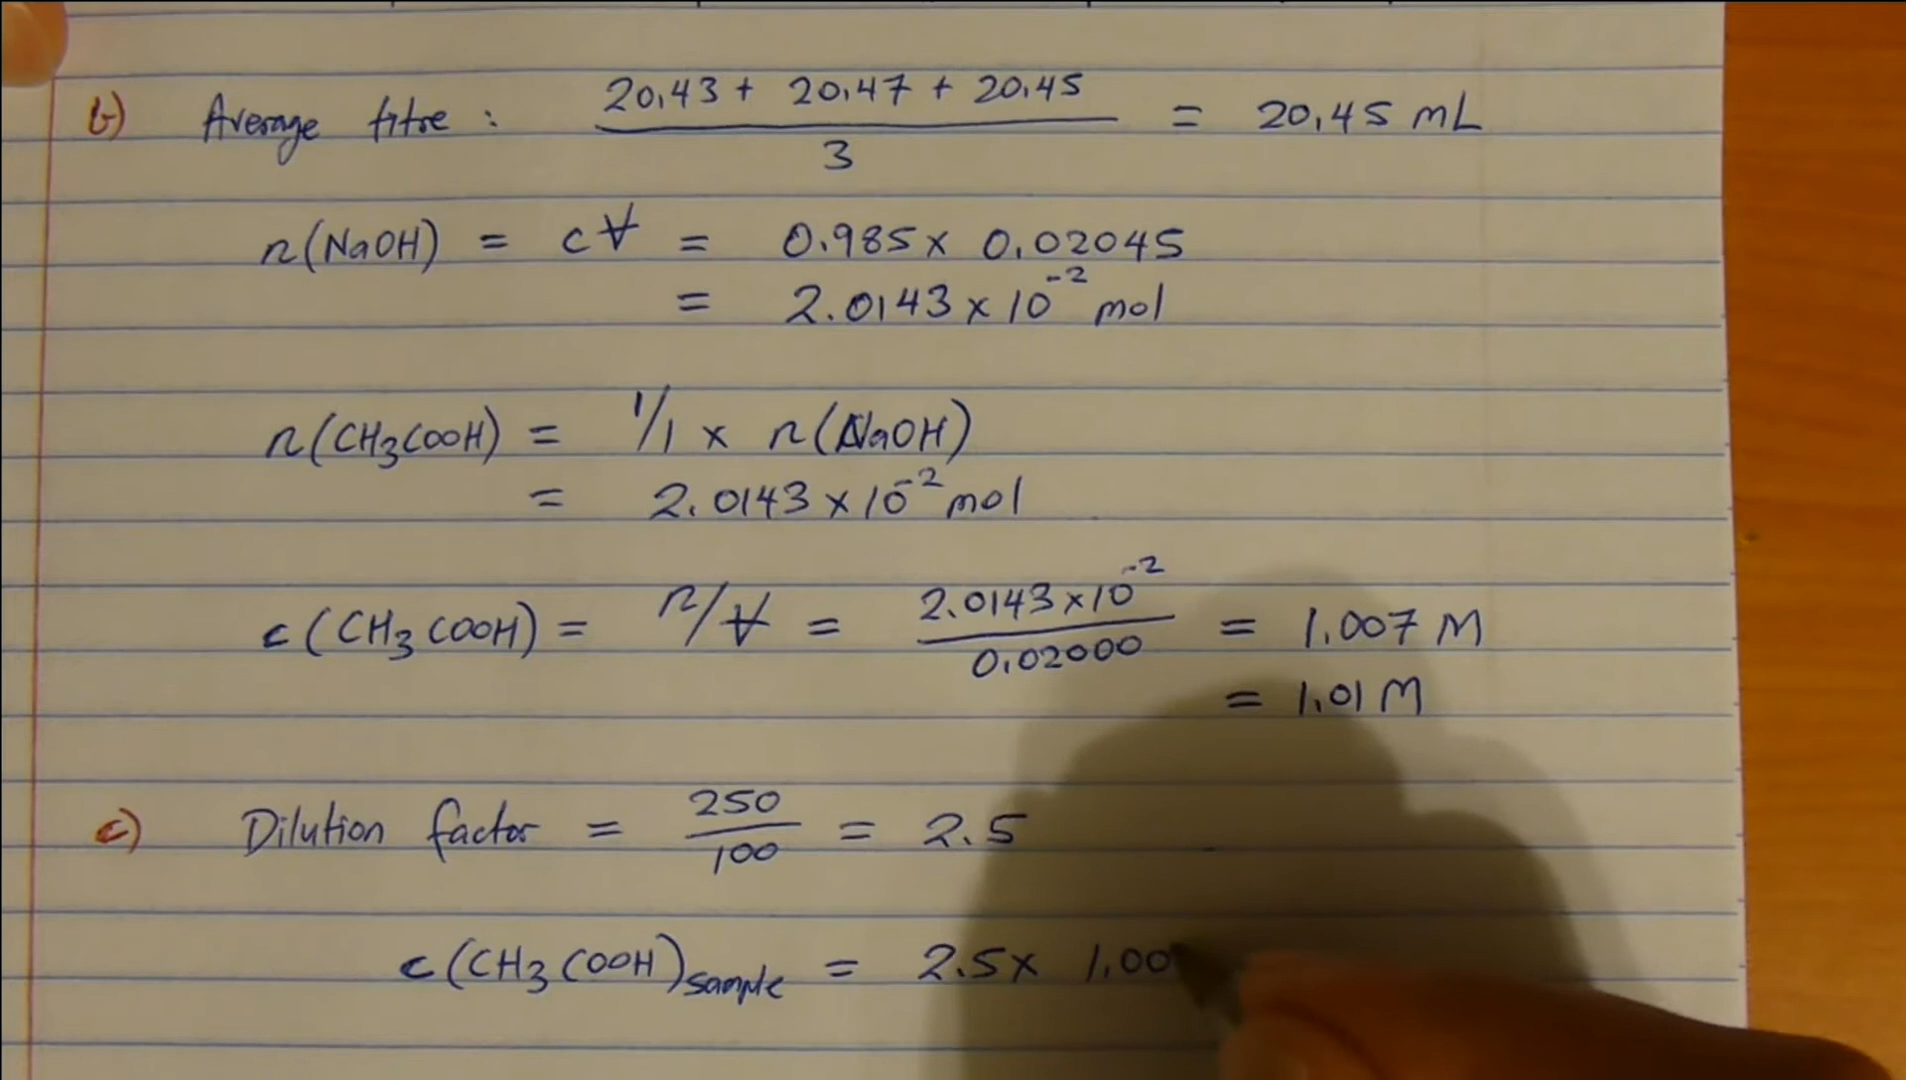 b) Average titre : 20.43 + 20.47 + 20.45 / 3 = 20.45 mL
n(NaOH) = cV = 0.985 x 0.02045
= 2.0143 x 10⁻² mol
n(CH3COOH) = 1/1 x n(NaOH)
= 2.0143 x 10⁻² mol
c(CH3COOH) = n/V = 2.0143 x 10⁻² / 0.02000 = 1.007 M
= 1.01 M
c) Dilution factor = 250 / 100 = 2.5
c(CH3COOH)sample = 2.5 x 1.00